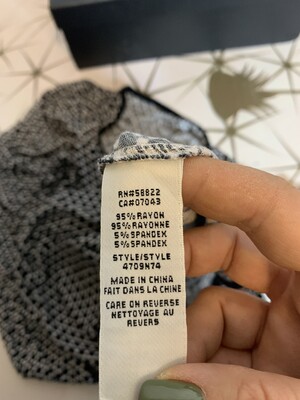 RN#58822
CA#07043
95% RAYON
95% RAYONNE
5% SPANDEX
5% SPANDEX
STYLE/STYLE
4709N74
MADE IN CHINA
FAIT DANS LA CHINE
CARE ON REVERSE
NETTOYAGE AU
REVERS